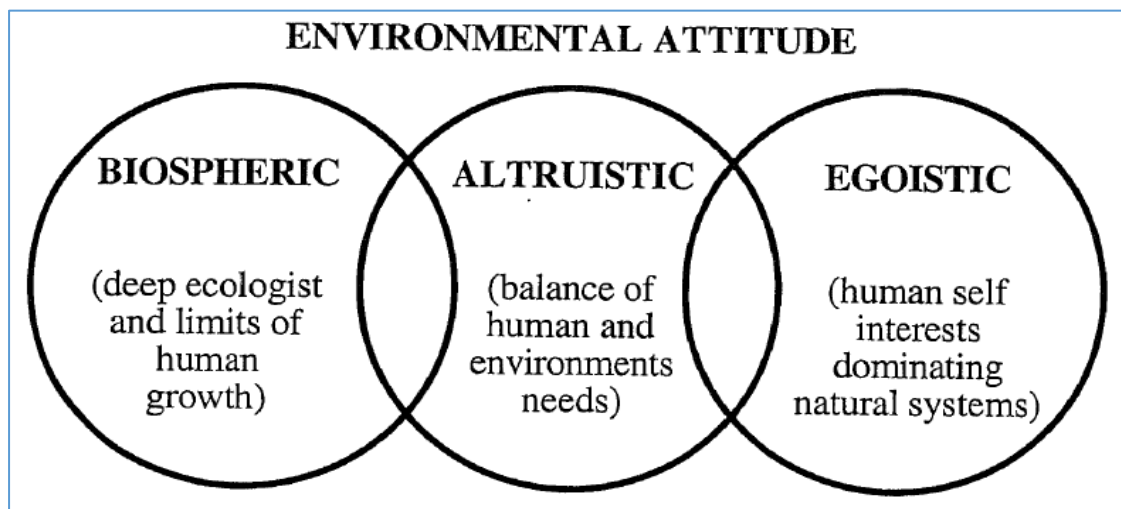 ENVIRONMENTAL ATTITUDE
BIOSPHERIC
(deep ecologist
and limits of
human
growth)
ALTRUISTIC
(balance of
human and
environments
needs)
EGOISTIC
(human self
interests
dominating
natural systems)